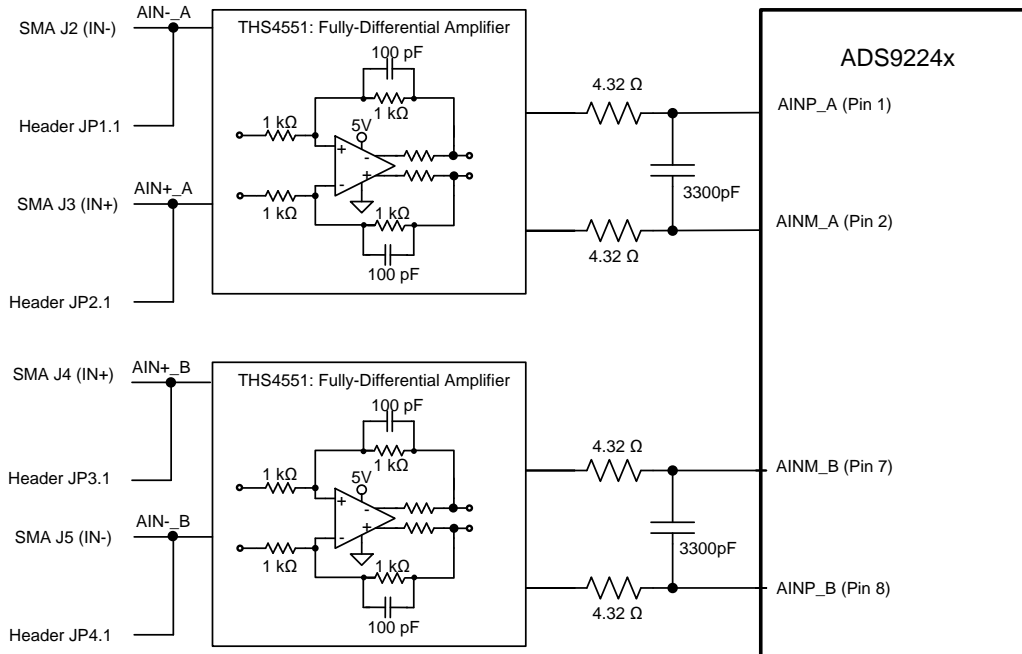 SMA J2 (IN-)
AIN-_A
Header JP1.1
SMA J3 (IN+)
AIN+_A
Header JP2.1
THS4551: Fully-Differential Amplifier
100 pF
1 kΩ
1 kΩ
5V
+
-
-
+
1 kΩ
1 kΩ
100 pF
4.32 Ω
3300pF
4.32 Ω
ADS9224x
AINP_A (Pin 1)
AINM_A (Pin 2)
SMA J4 (IN+)
AIN+_B
Header JP3.1
SMA J5 (IN-)
AIN-_B
Header JP4.1
THS4551: Fully-Differential Amplifier
100 pF
1 kΩ
1 kΩ
5V
+
-
+
-
1 kΩ
1 kΩ
100 pF
4.32 Ω
3300pF
4.32 Ω
AINM_B (Pin 7)
AINP_B (Pin 8)